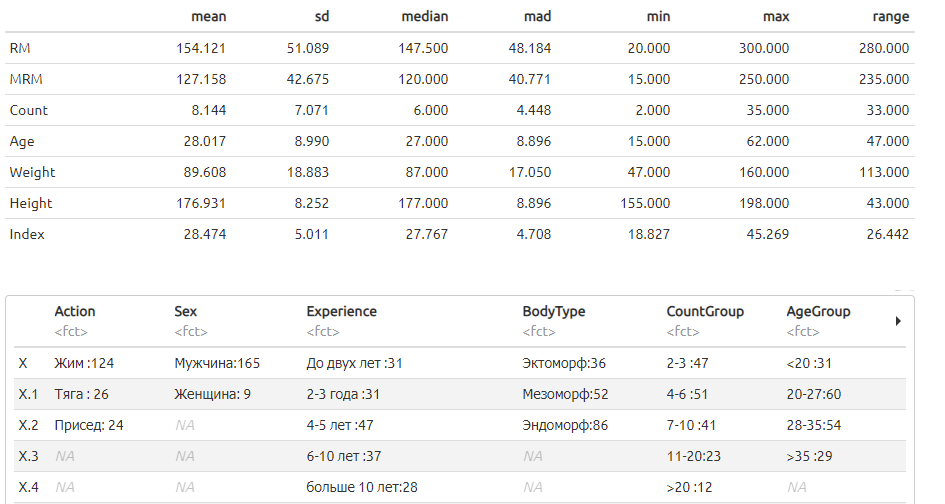 mean sd median mad min max range
RM 154.121 51.089 147.500 48.184 20.000 300.000 280.000
MRM 127.158 42.675 120.000 40.771 15.000 250.000 235.000
Count 8.144 7.071 6.000 4.448 2.000 35.000 33.000
Age 28.017 8.990 27.000 8.896 15.000 62.000 47.000
Weight 89.608 18.883 87.000 17.050 47.000 160.000 113.000
Height 176.931 8.252 177.000 8.896 155.000 198.000 43.000
Index 28.474 5.011 27.767 4.708 18.827 45.269 26.442
Action Sex Experience BodyType CountGroup AgeGroup
<fct> <fct> <fct> <fct> <fct> <fct>
X Жим :124 Мужчина:165 До двух лет :31 Эктоморф:36 2-3 :47 <20 :31
X.1 Тяга : 26 Женщина: 9 2-3 года :31 Мезоморф:52 4-6 :51 20-27:60
X.2 Присед: 24 NA 4-5 лет :47 Эндоморф:86 7-10 :41 28-35:54
X.3 NA NA 6-10 лет :37 NA 11-20:23 >35 :29
X.4 NA NA больше 10 лет:28 NA >20 :12 NA